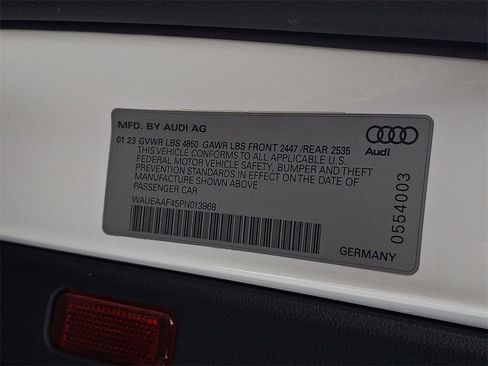 MFD. BY AUDI AG
01 23 GVWR LBS 4850 GAWR LBS FRONT 2447 /REAR 2535
THIS VEHICLE CONFORMS TO ALL APPLICABLE U.S.
FEDERAL MOTOR VEHICLE SAFETY, BUMPER AND THEFT
PREVENTION STANDARDS IN EFFECT ON THE DATE OF
MANUFACTURE SHOWN ABOVE.
PASSENGER CAR
WAUEAAF45PN013968
Audi
0554003
GERMANY